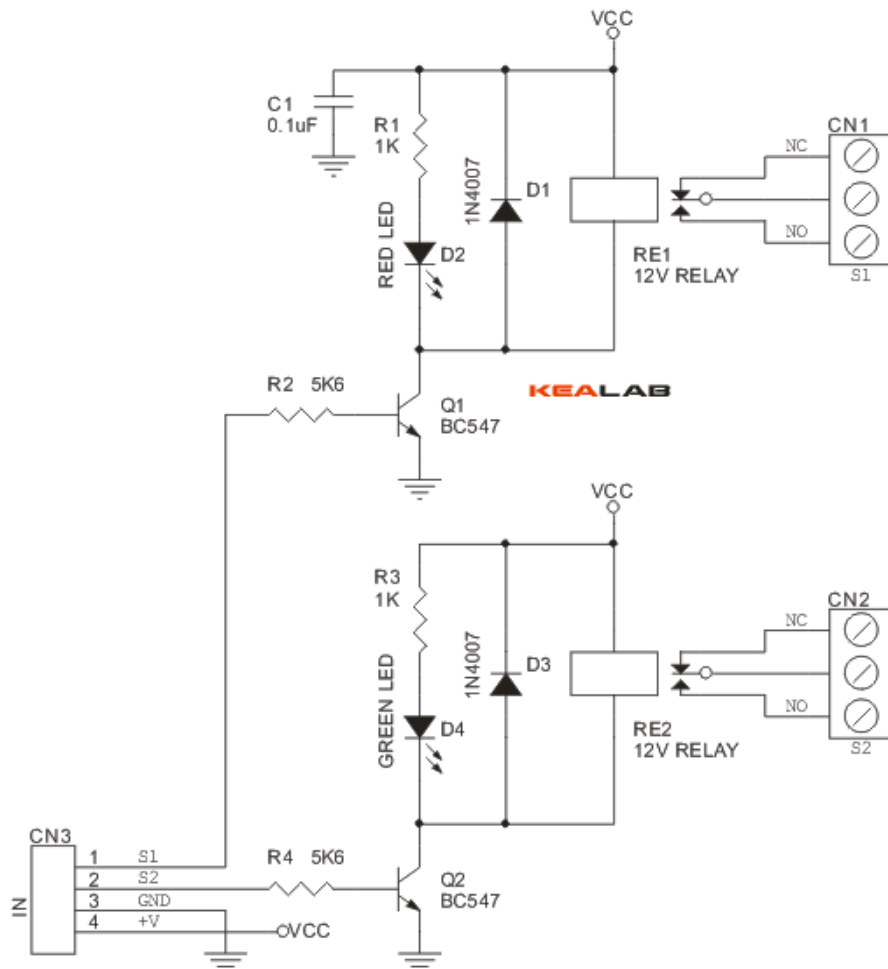 VCC
C1
0.1uF
R1
1K
1N4007
D1
CN1
NC
NO
S1
RED LED
D2
RE1
12V RELAY
KEALAB
R2 5K6
Q1
BC547
VCC
R3
1K
1N4007
D3
CN2
NC
NO
S2
GREEN LED
D4
RE2
12V RELAY
CN3
IN
1 S1
2 S2
3 GND
4 +V
VCC
R4 5K6
Q2
BC547